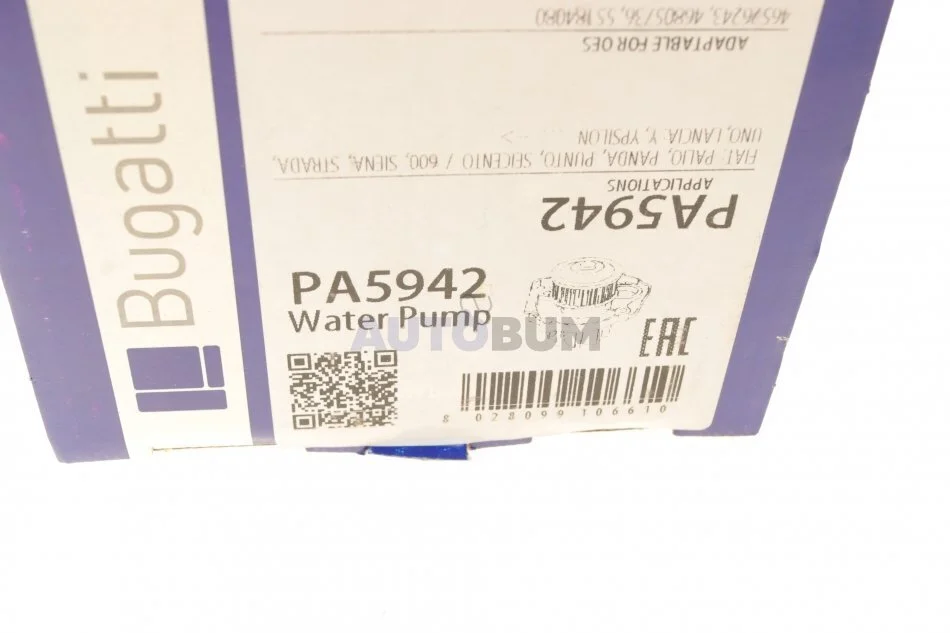 Bugatti
PA5942
Water Pump
AUTOBUM
EAC
8 028099 106610
PA5942
APPLICATIONS
FIAT: PALIO, PANDA, PUNTO, SEICENTO / 600, SIENA, STRADA,
UNO, LANCIA: Y, YPSILON
ADAPTABLE FOR OES
46526243, 46805736,